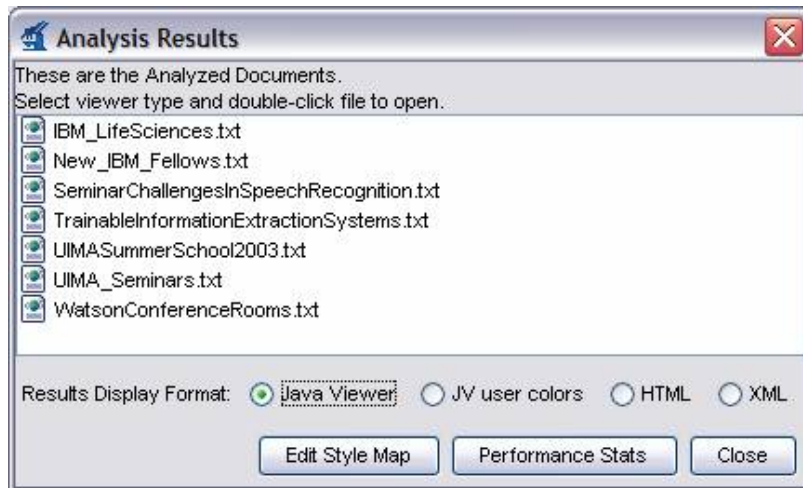 Analysis Results
These are the Analyzed Documents.
Select viewer type and double-click file to open.
IBM_LifeSciences.txt
New_IBM_Fellows.txt
SeminarChallengesInSpeechRecognition.txt
TrainableInformationExtractionSystems.txt
UIMASummerSchool2003.txt
UIMA_Seminars.txt
WatsonConferenceRooms.txt
Results Display Format: Java Viewer JV user colors HTML XML
Edit Style Map Performance Stats Close